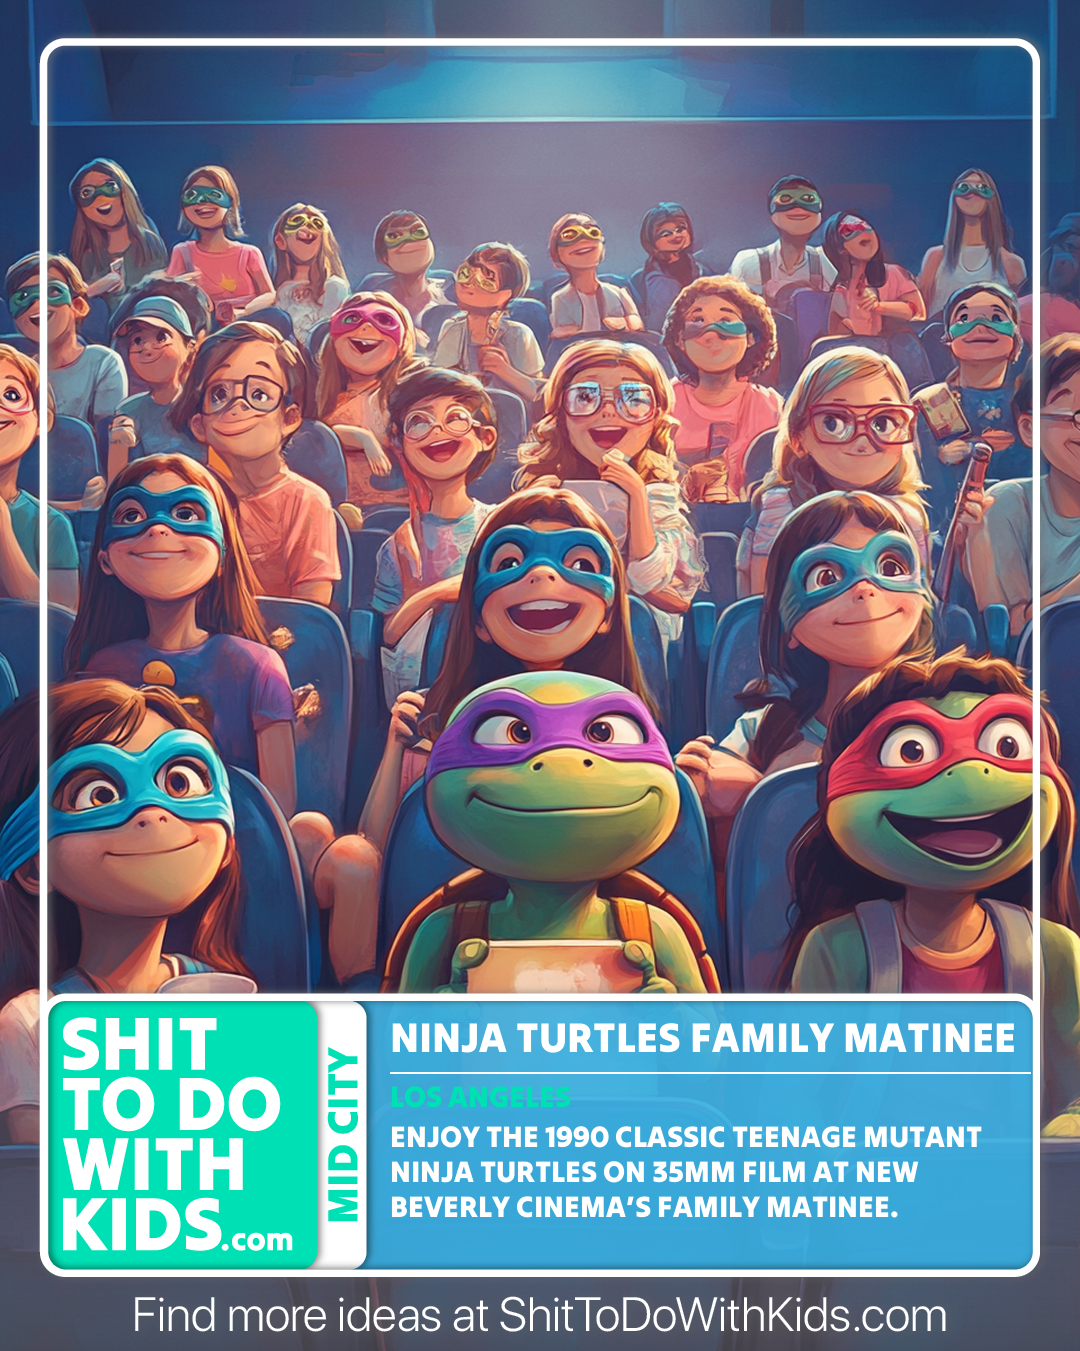 SHIT
TO DO
WITH
KIDS.com
MID CITY
NINJA TURTLES FAMILY MATINEE
LOS ANGELES
ENJOY THE 1990 CLASSIC TEENAGE MUTANT
NINJA TURTLES ON 35MM FILM AT NEW
BEVERLY CINEMA’S FAMILY MATINEE.
Find more ideas at ShitToDoWithKids.com